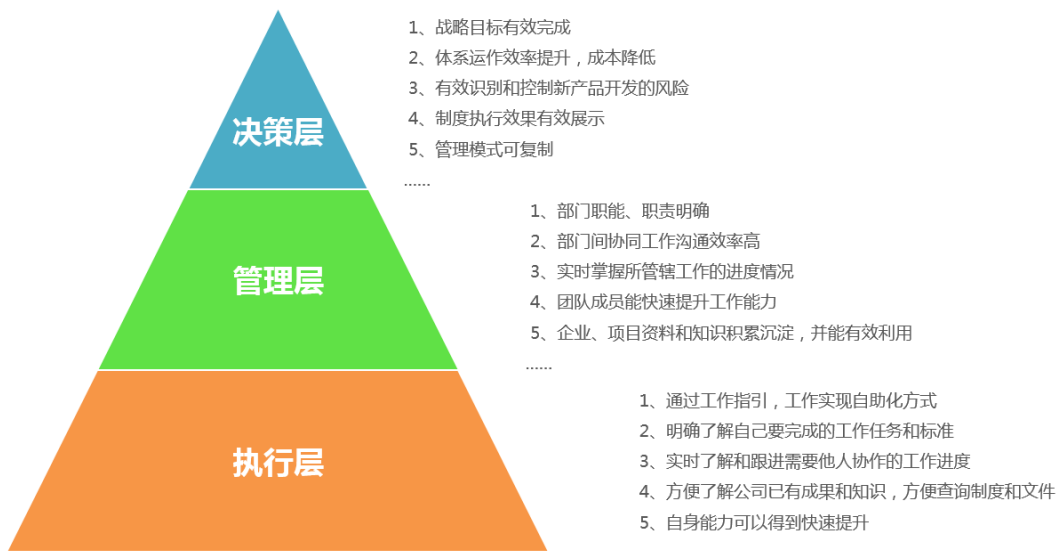 1、战略目标有效完成
2、体系运作效率提升，成本降低
3、有效识别和控制新产品开发的风险
4、制度执行效果有效展示
5、管理模式可复制
......
决策层
1、部门职能、职责明确
2、部门间协同工作沟通效率高
3、实时掌握所管辖工作的进度情况
4、团队成员能快速提升工作能力
5、企业、项目资料和知识积累沉淀，并能有效利用
......
管理层
1、通过工作指引，工作实现自助化方式
2、明确了解自己要完成的工作任务和标准
3、实时了解和跟进需要他人协作的工作进度
4、方便了解公司已有成果和知识，方便查询制度和文件
5、自身能力可以得到快速提升
执行层